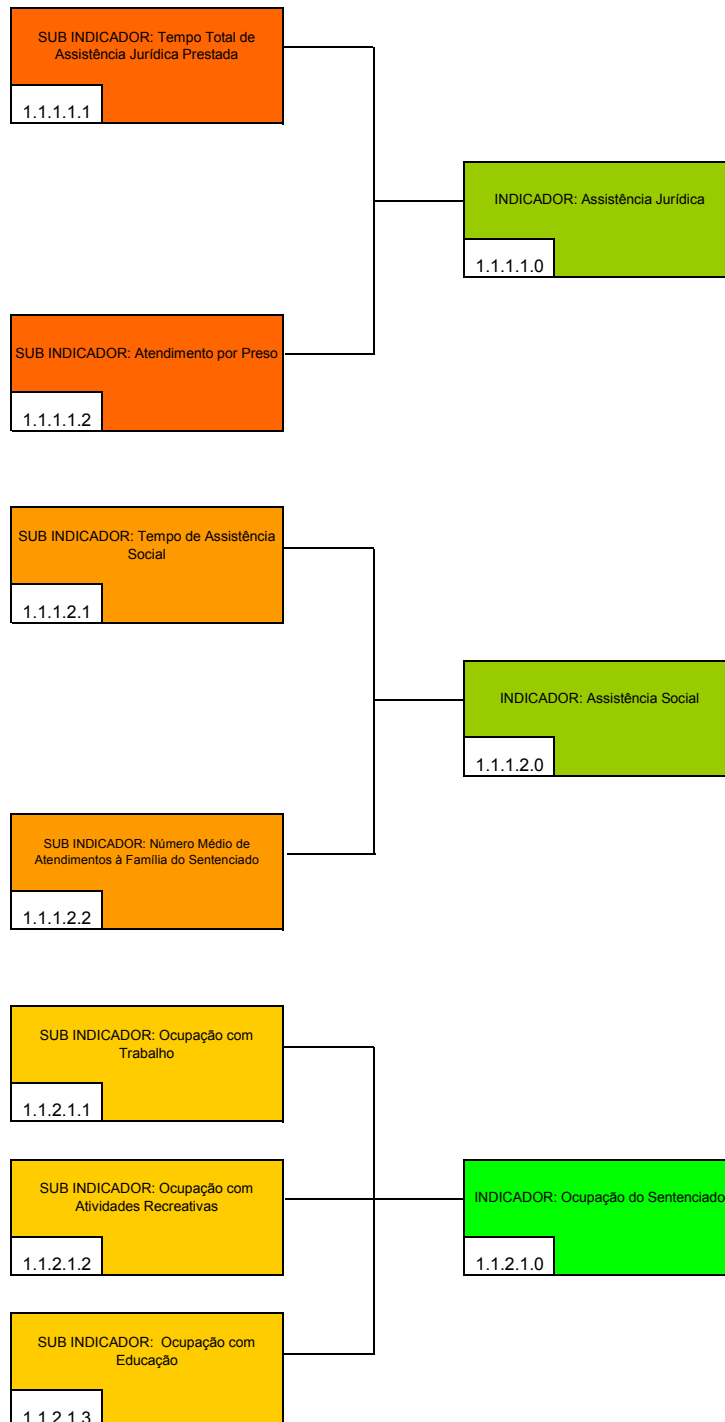 SUB INDICADOR: Tempo Total de
Assistência Jurídica Prestada
1.1.1.1.1
INDICADOR: Assistência Jurídica
1.1.1.1.0
SUB INDICADOR: Atendimento por Preso
1.1.1.1.2
SUB INDICADOR: Tempo de Assistência
Social
1.1.1.2.1
INDICADOR: Assistência Social
1.1.1.2.0
SUB INDICADOR: Número Médio de
Atendimentos à Família do Sentenciado
1.1.1.2.2
SUB INDICADOR: Ocupação com
Trabalho
1.1.2.1.1
SUB INDICADOR: Ocupação com
Atividades Recreativas
1.1.2.1.2
INDICADOR: Ocupação do Sentenciado
1.1.2.1.0
SUB INDICADOR: Ocupação com
Educação
1.1.2.1.3